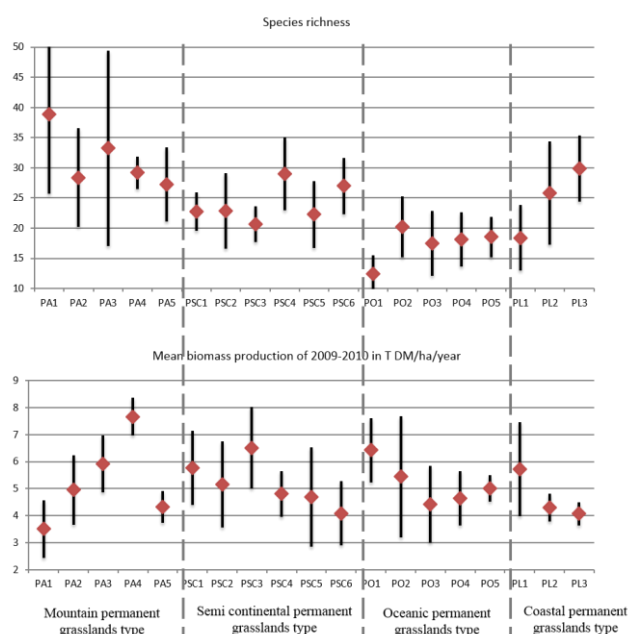 Species richness
50
45
40
35
30
25
20
15
10
PA1 PA2 PA3 PA4 PA5 PSC1 PSC2 PSC3 PSC4 PSC5 PSC6 PO1 PO2 PO3 PO4 PO5 PL1 PL2 PL3
Mean biomass production of 2009-2010 in T DM/ha/year
9
8
7
6
5
4
3
2
PA1 PA2 PA3 PA4 PA5 PSC1 PSC2 PSC3 PSC4 PSC5 PSC6 PO1 PO2 PO3 PO4 PO5 PL1 PL2 PL3
Mountain permanent
grasslands type
Semi continental permanent
grasslands type
Oceanic permanent
grasslands type
Coastal permanent
grasslands type